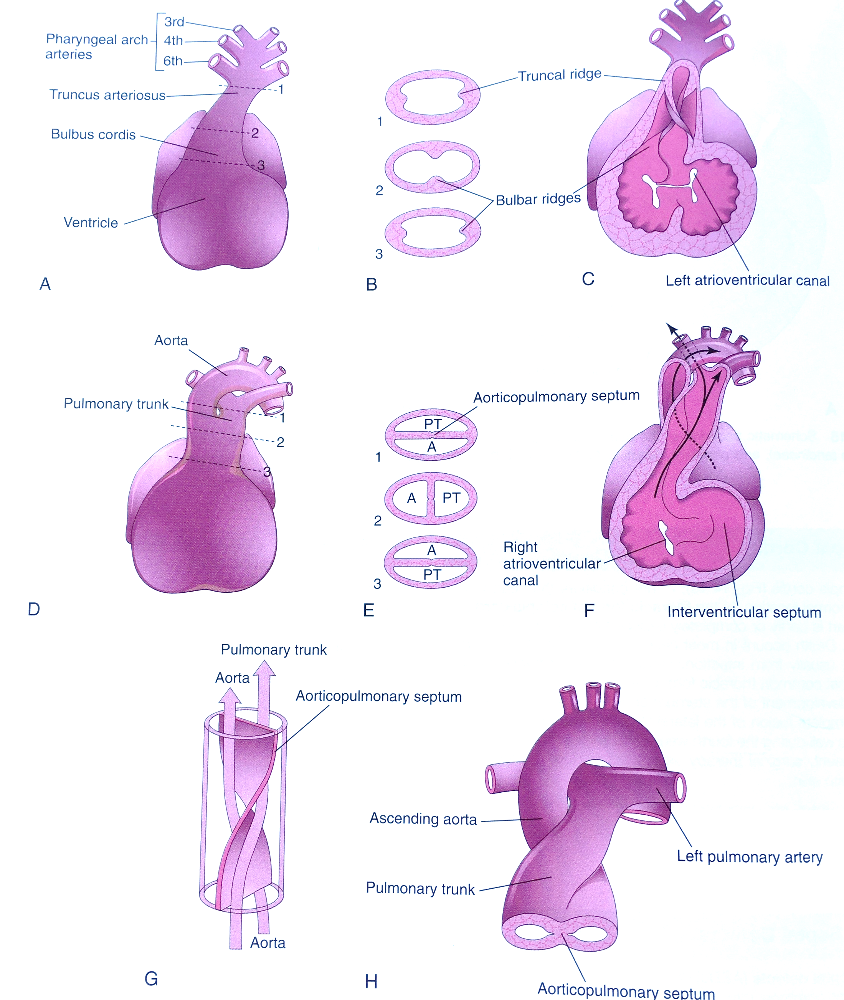 3rd
Pharyngeal arch
4th
arteries
6th
1
Truncus arteriosus
Bulbus cordis
2
3
Ventricle
A
Truncal ridge
1
2
Bulbar ridges
3
B
C
Left atrioventricular canal
Aorta
Pulmonary trunk
1
2
3
D
Aorticopulmonary septum
PT
A
1
A
PT
2
A
PT
3
E
Right
atrioventricular
canal
F
Interventricular septum
Pulmonary trunk
Aorta
Aorticopulmonary septum
Aorta
G
Ascending aorta
Left pulmonary artery
Pulmonary trunk
H
Aorticopulmonary septum